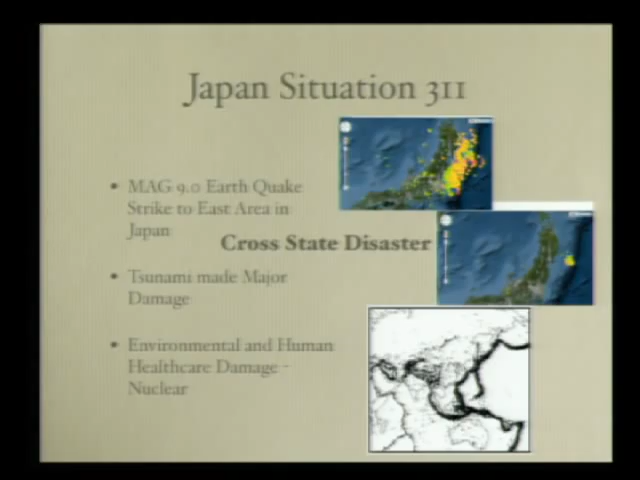 Japan Situation 311
• MAG 9.0 Earth Quake
Strike to East Area in
Japan
Cross State Disaster
• Tsunami made Major
Damage
• Environmental and Human
Healthcare Damage -
Nuclear